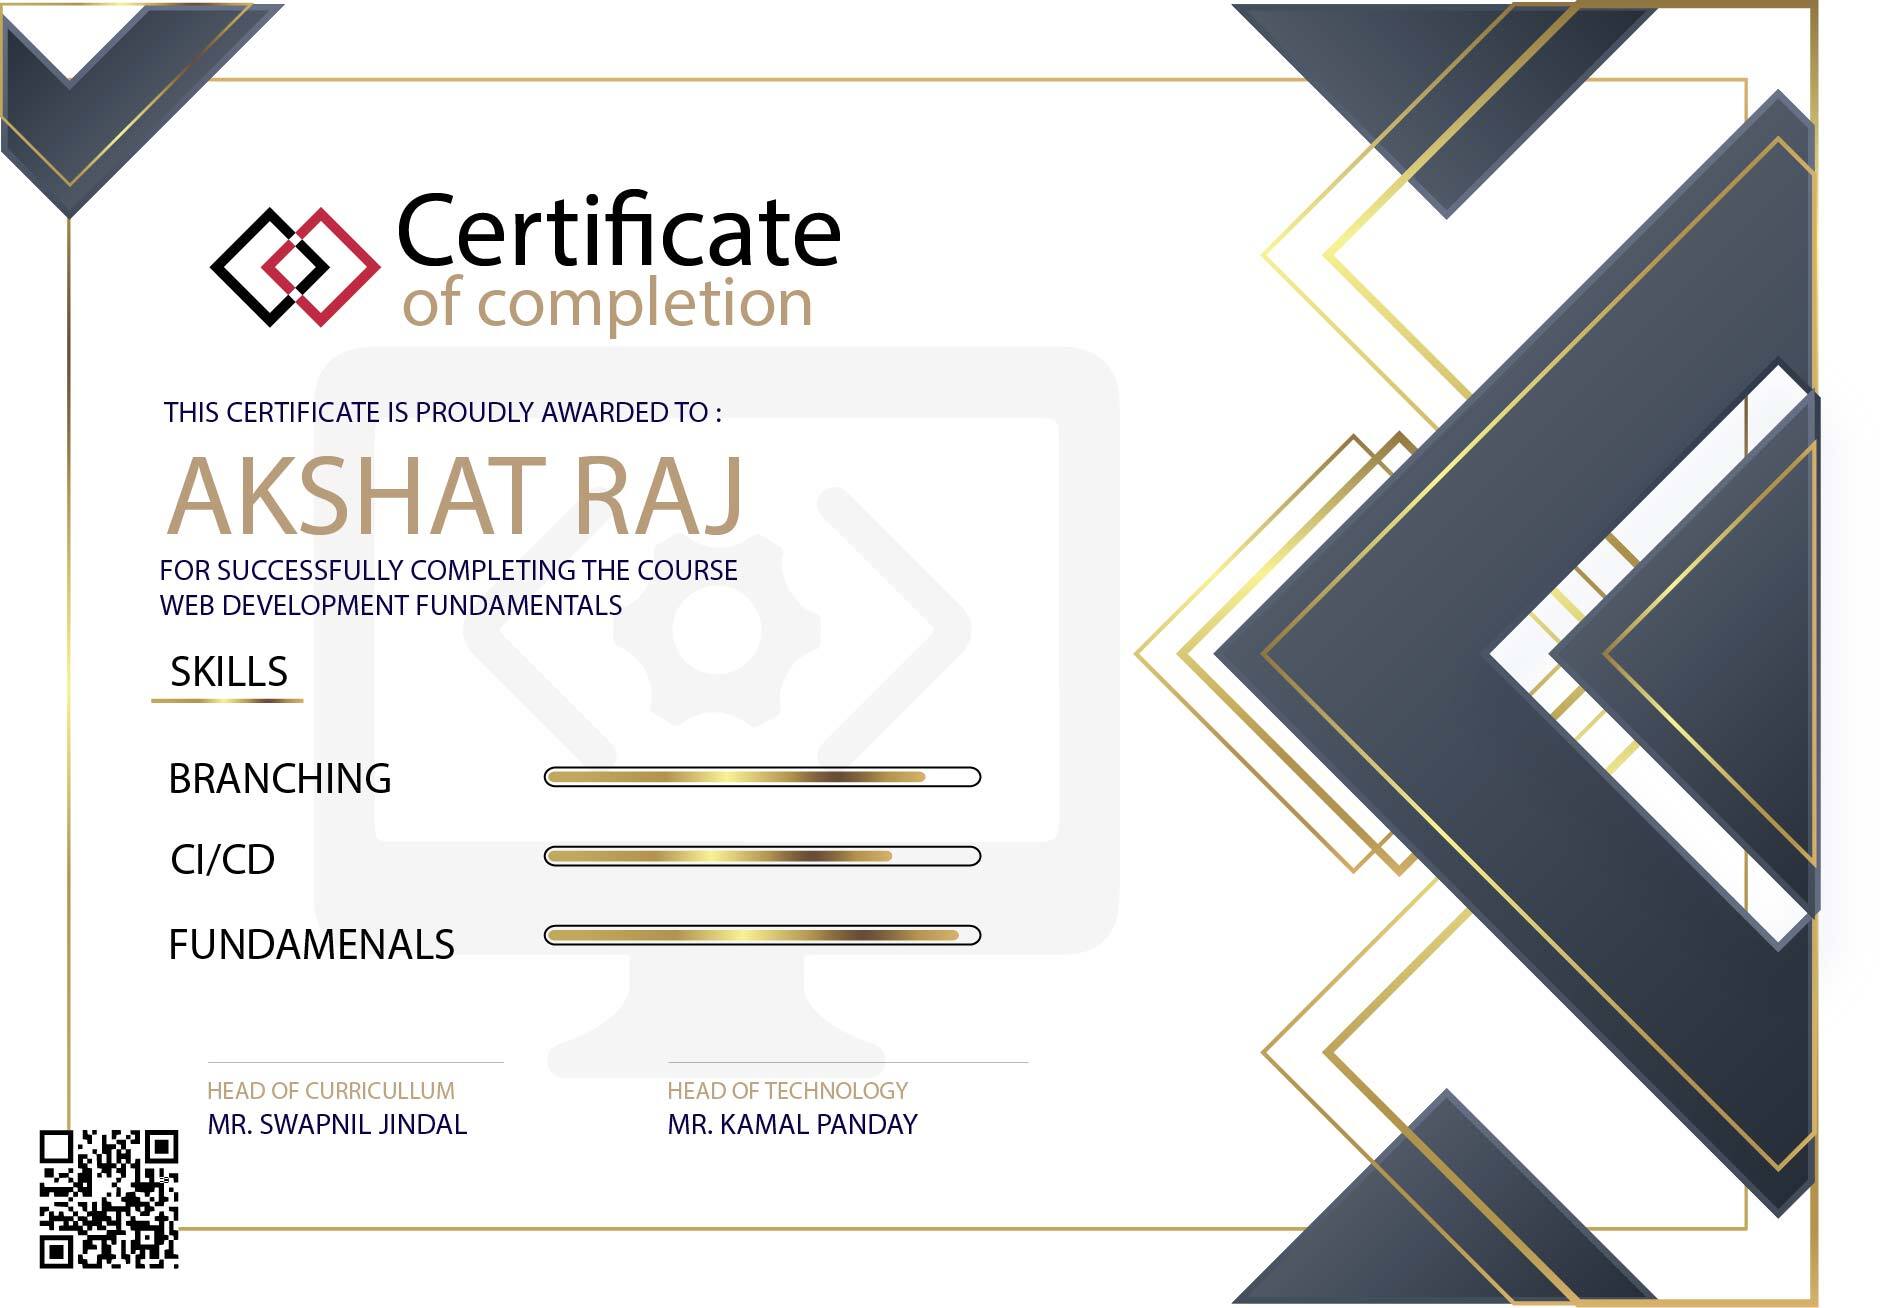 Certificate
of completion
THIS CERTIFICATE IS PROUDLY AWARDED TO :
AKSHAT RAJ
FOR SUCCESSFULLY COMPLETING THE COURSE
WEB DEVELOPMENT FUNDAMENTALS
SKILLS
BRANCHING
CI/CD
FUNDAMENALS
HEAD OF CURRICULLUM
MR. SWAPNIL JINDAL
HEAD OF TECHNOLOGY
MR. KAMAL PANDAY